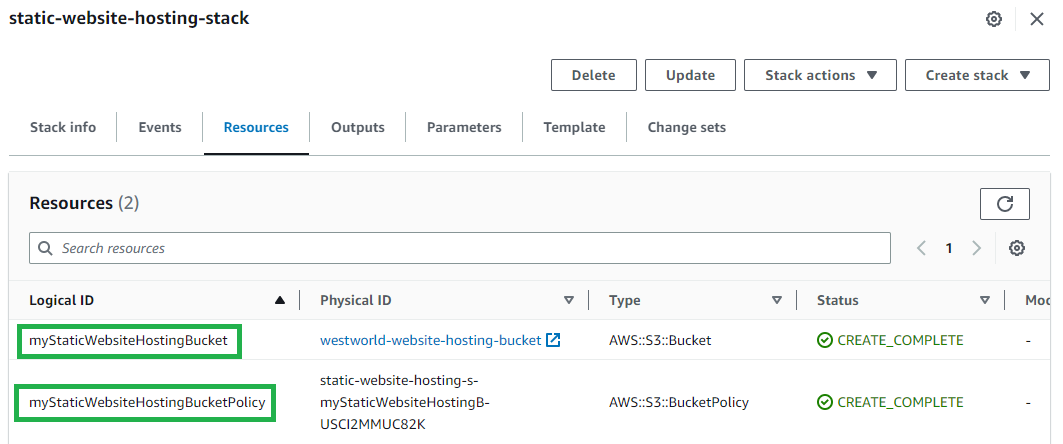 static-website-hosting-stack
Delete
Update
Stack actions
Create stack
Stack info
Events
Resources
Outputs
Parameters
Template
Change sets
Resources (2)
Search resources
1
Logical ID
Physical ID
Type
Status
Moc
myStaticWebsiteHostingBucket
westworld-website-hosting-bucket
AWS::S3::Bucket
CREATE_COMPLETE
-
myStaticWebsiteHostingBucketPolicy
static-website-hosting-s-
myStaticWebsiteHostingB-
USCI2MMUC82K
AWS::S3::BucketPolicy
CREATE_COMPLETE
-